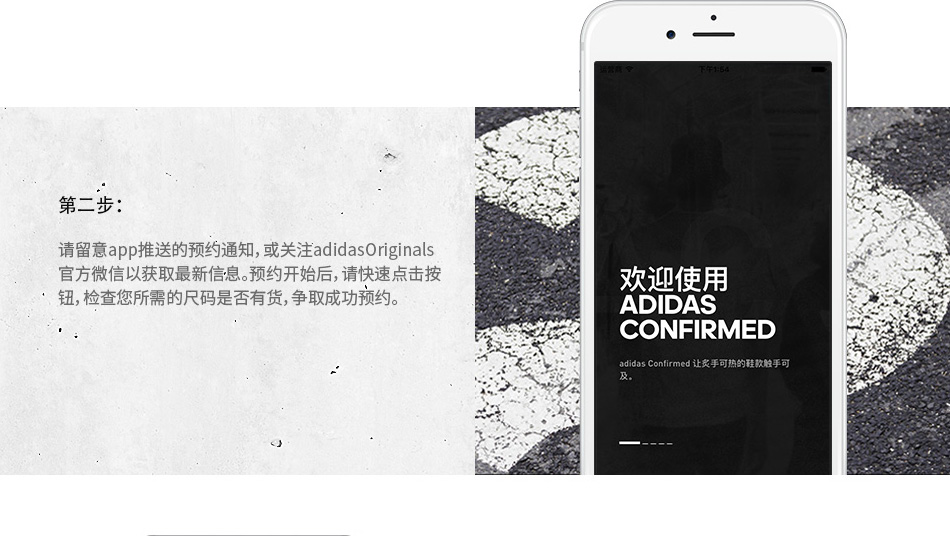 第二步：
请留意app推送的预约通知，或关注adidasOriginals
官方微信以获取最新信息。预约开始后，请快速点击按
钮，检查您所需的尺码是否有货，争取成功预约。
下午1:54
欢迎使用
ADIDAS
CONFIRMED
adidas Confirmed 让炙手可热的鞋款触手可
及。